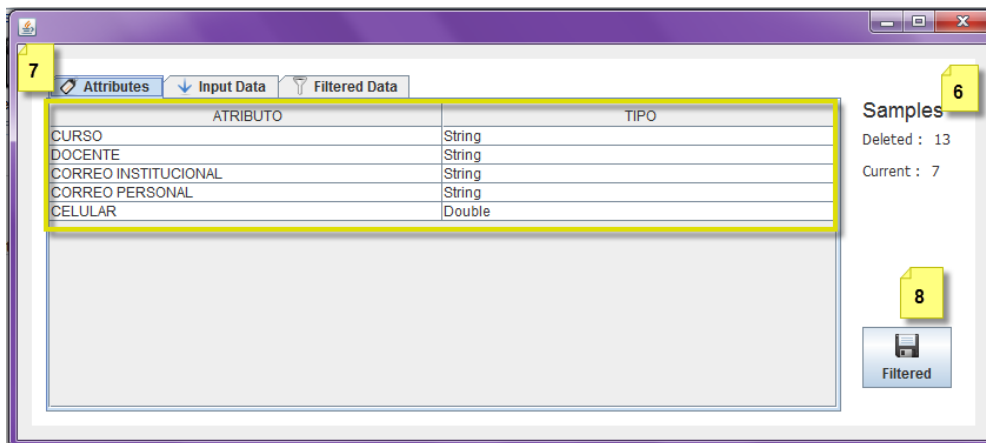 7
Attributes Input Data Filtered Data
6
ATRIBUTO TIPO
CURSO String
DOCENTE String
CORREO INSTITUCIONAL String
CORREO PERSONAL String
CELULAR Double
Samples
Deleted : 13
Current : 7
8
Filtered